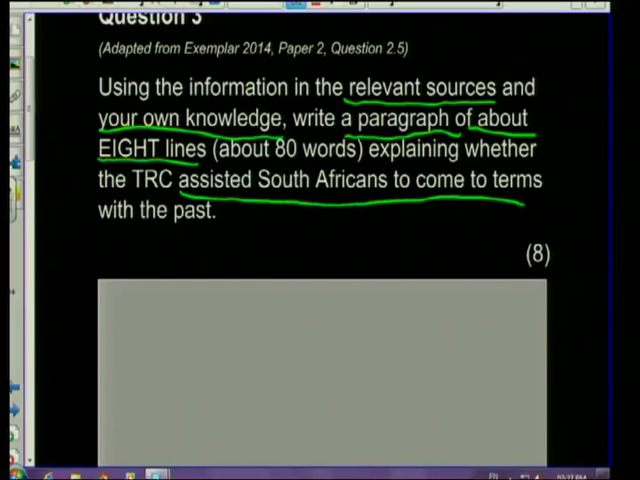 Question 3
(Adapted from Exemplar 2014, Paper 2, Question 2.5)
Using the information in the relevant sources and
your own knowledge, write a paragraph of about
EIGHT lines (about 80 words) explaining whether
the TRC assisted South Africans to come to terms
with the past.
(8)